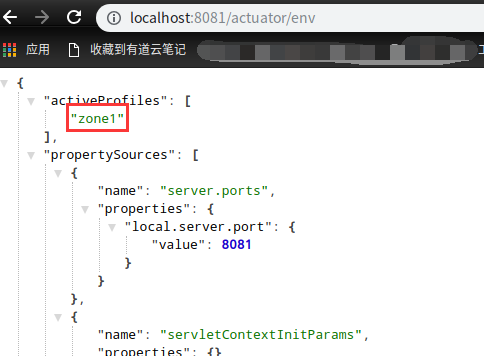 localhost:8081/actuator/env
应用 收藏到有道云笔记
{
"activeProfiles": [
"zone1"
],
"propertySources": [
{
"name": "server.ports",
"properties": {
"local.server.port": {
"value": 8081
}
}
},
{
"name": "servletContextInitParams",
"properties": {}